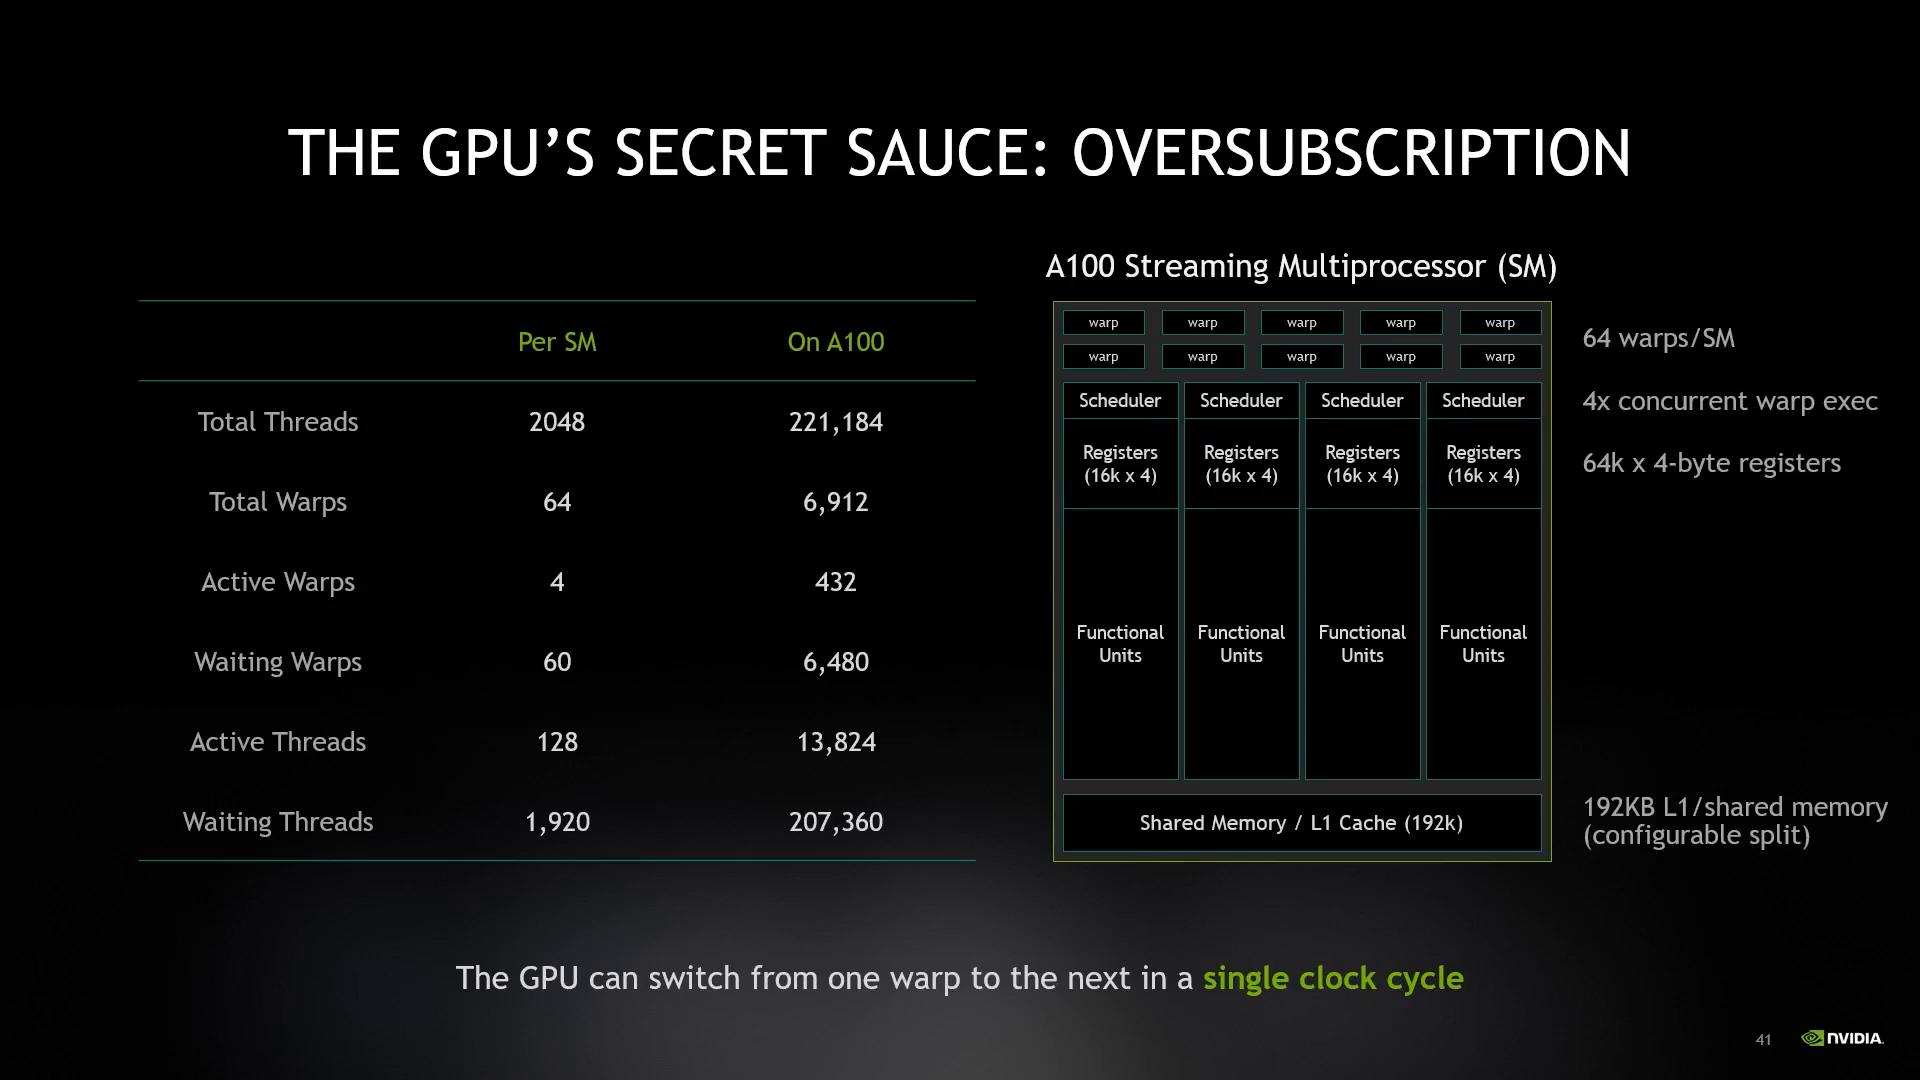 THE GPU’S SECRET SAUCE: OVERSUBSCRIPTION
Per SM On A100
Total Threads 2048 221,184
Total Warps 64 6,912
Active Warps 4 432
Waiting Warps 60 6,480
Active Threads 128 13,824
Waiting Threads 1,920 207,360
A100 Streaming Multiprocessor (SM)
warp warp warp warp warp
warp warp warp warp warp
Scheduler Scheduler Scheduler Scheduler
Registers Registers Registers Registers
(16k x 4) (16k x 4) (16k x 4) (16k x 4)
Functional Functional Functional Functional
Units Units Units Units
Shared Memory / L1 Cache (192k)
64 warps/SM
4x concurrent warp exec
64k x 4-byte registers
192KB L1/shared memory
(configurable split)
The GPU can switch from one warp to the next in a single clock cycle
41 NVIDIA.